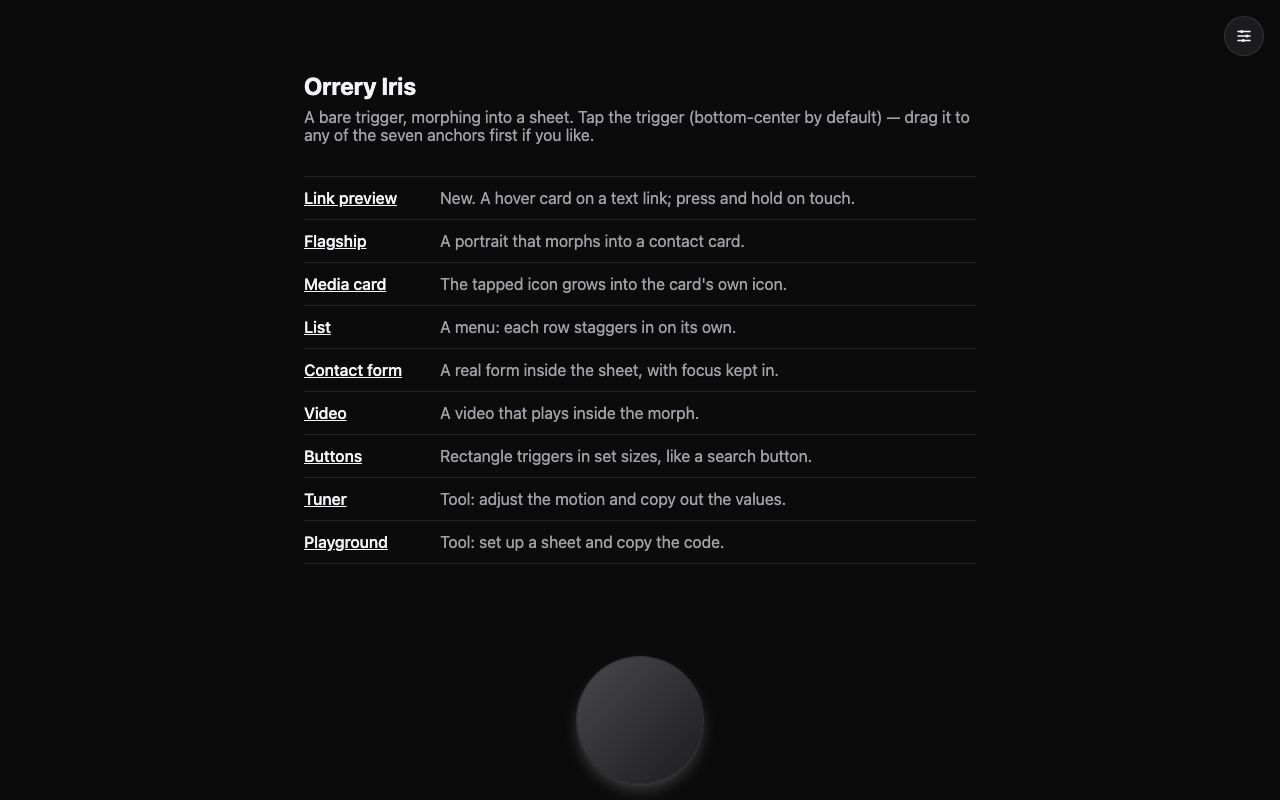 Orrery Iris
A bare trigger, morphing into a sheet. Tap the trigger (bottom-center by default) — drag it to
any of the seven anchors first if you like.
Link preview New. A hover card on a text link; press and hold on touch.
Flagship A portrait that morphs into a contact card.
Media card The tapped icon grows into the card's own icon.
List A menu: each row staggers in on its own.
Contact form A real form inside the sheet, with focus kept in.
Video A video that plays inside the morph.
Buttons Rectangle triggers in set sizes, like a search button.
Tuner Tool: adjust the motion and copy out the values.
Playground Tool: set up a sheet and copy the code.